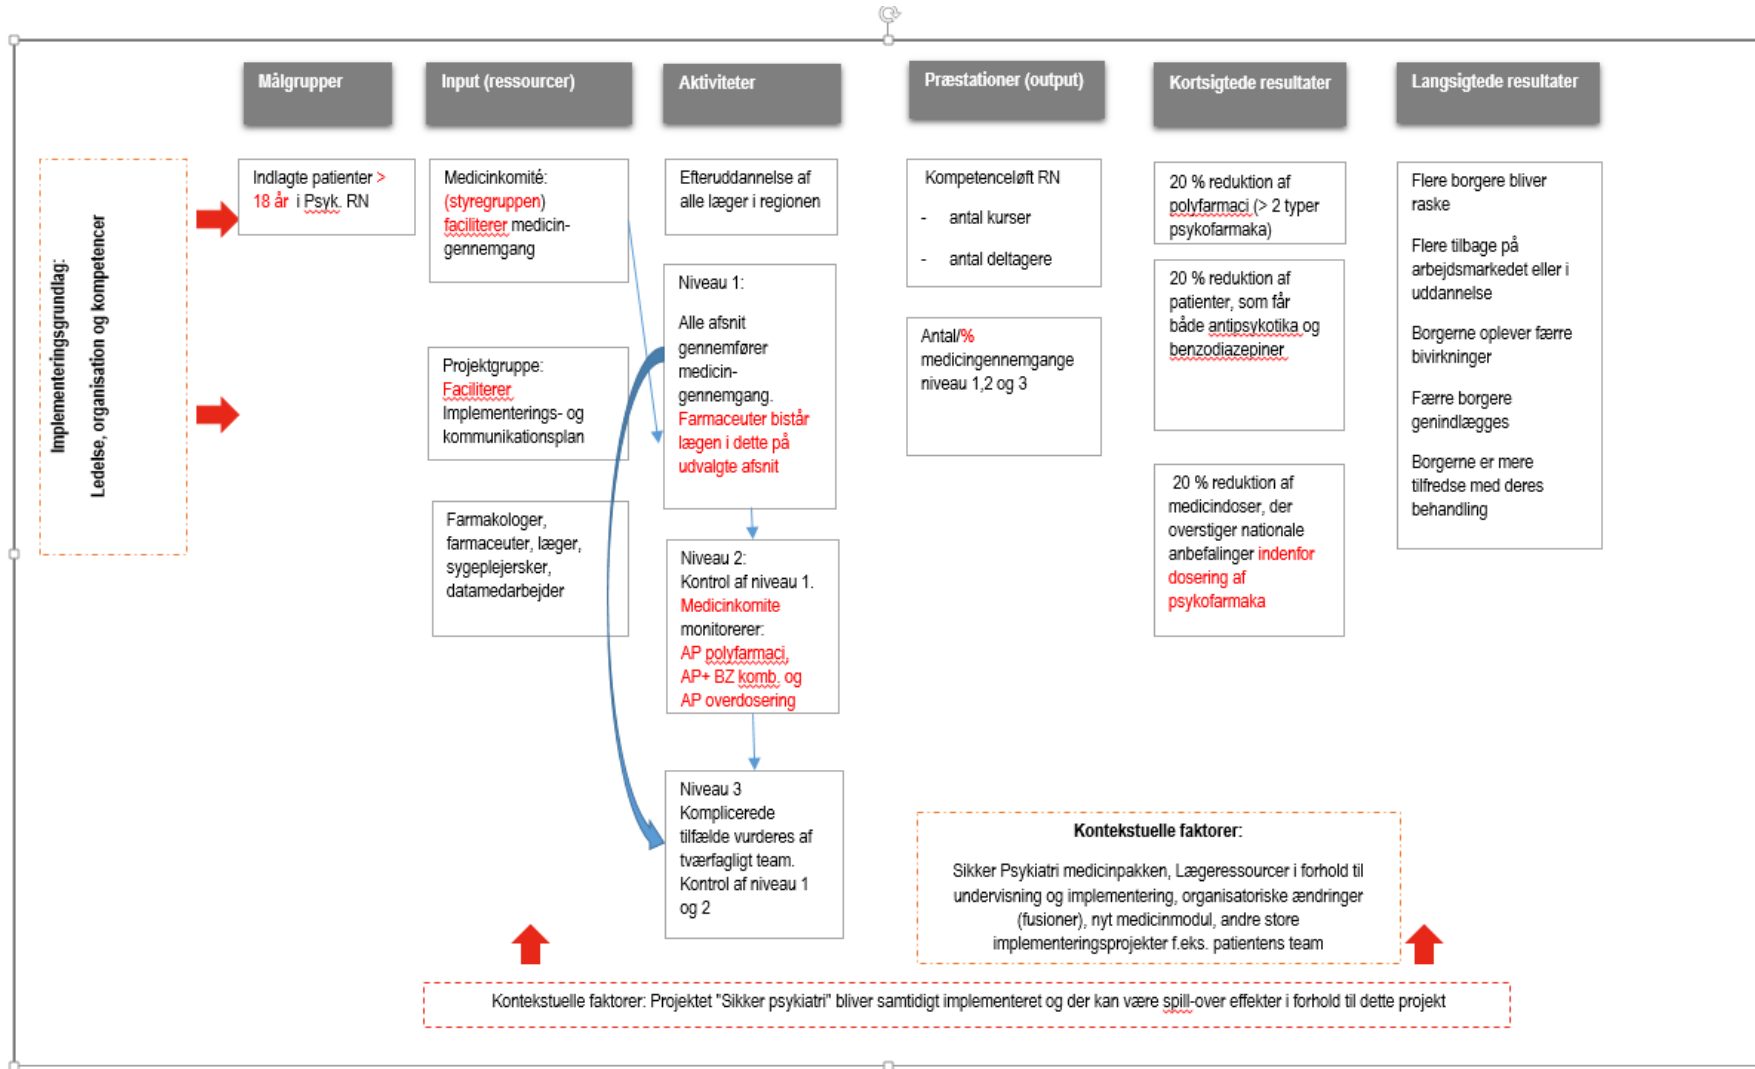 Målgrupper
Input (ressourcer)
Aktiviteter
Præstationer (output)
Kortsigtede resultater
Langsigtede resultater
Implementeringsgrundlag:
Ledelse, organisation og kompetencer
Indlagte patienter >
18 år i Psyk. RN
Medicinkomité:
(styregruppen)
faciliterer medicin-
gennemgang
Projektgruppe:
Faciliterer
Implementerings- og
kommunikationsplan
Farmakologer,
farmaceuter, læger,
sygeplejersker,
datamedarbejder
Efteruddannelse af
alle læger i regionen
Niveau 1:
Alle afsnit
gennemfører
medicin-
gennemgang.
Farmaceuter bistår
lægen i dette på
udvalgte afsnit
Niveau 2:
Kontrol af niveau 1.
Medicinkomite
monitorerer:
AP polyfarmaci,
AP+ BZ komb. og
AP overdosering
Niveau 3
Komplicerede
tilfælde vurderes af
tværfagligt team.
Kontrol af niveau 1
og 2
Kompetenceløft RN
- antal kurser
- antal deltagere
Antal/%
medicingennemgange
niveau 1,2 og 3
20 % reduktion af
polyfarmaci (> 2 typer
psykofarmaka)
20 % reduktion af
patienter, som får
både antipsykotika og
benzodiazepiner
20 % reduktion af
medicindoser, der
overstiger nationale
anbefalinger indenfor
dosering af
psykofarmaka
Flere borgere bliver
raske
Flere tilbage på
arbejdsmarkedet eller i
uddannelse
Borgerne oplever færre
bivirkninger
Færre borgere
genindlægges
Borgerne er mere
tilfredse med deres
behandling
Kontekstuelle faktorer:
Sikker Psykiatri medicinpakken, Lægeressourcer i forhold til
undervisning og implementering, organisatoriske ændringer
(fusioner), nyt medicinmodul, andre store
implementeringsprojekter f.eks. patientens team
Kontekstuelle faktorer: Projektet "Sikker psykiatri" bliver samtidigt implementeret og der kan være spill-over effekter i forhold til dette projekt